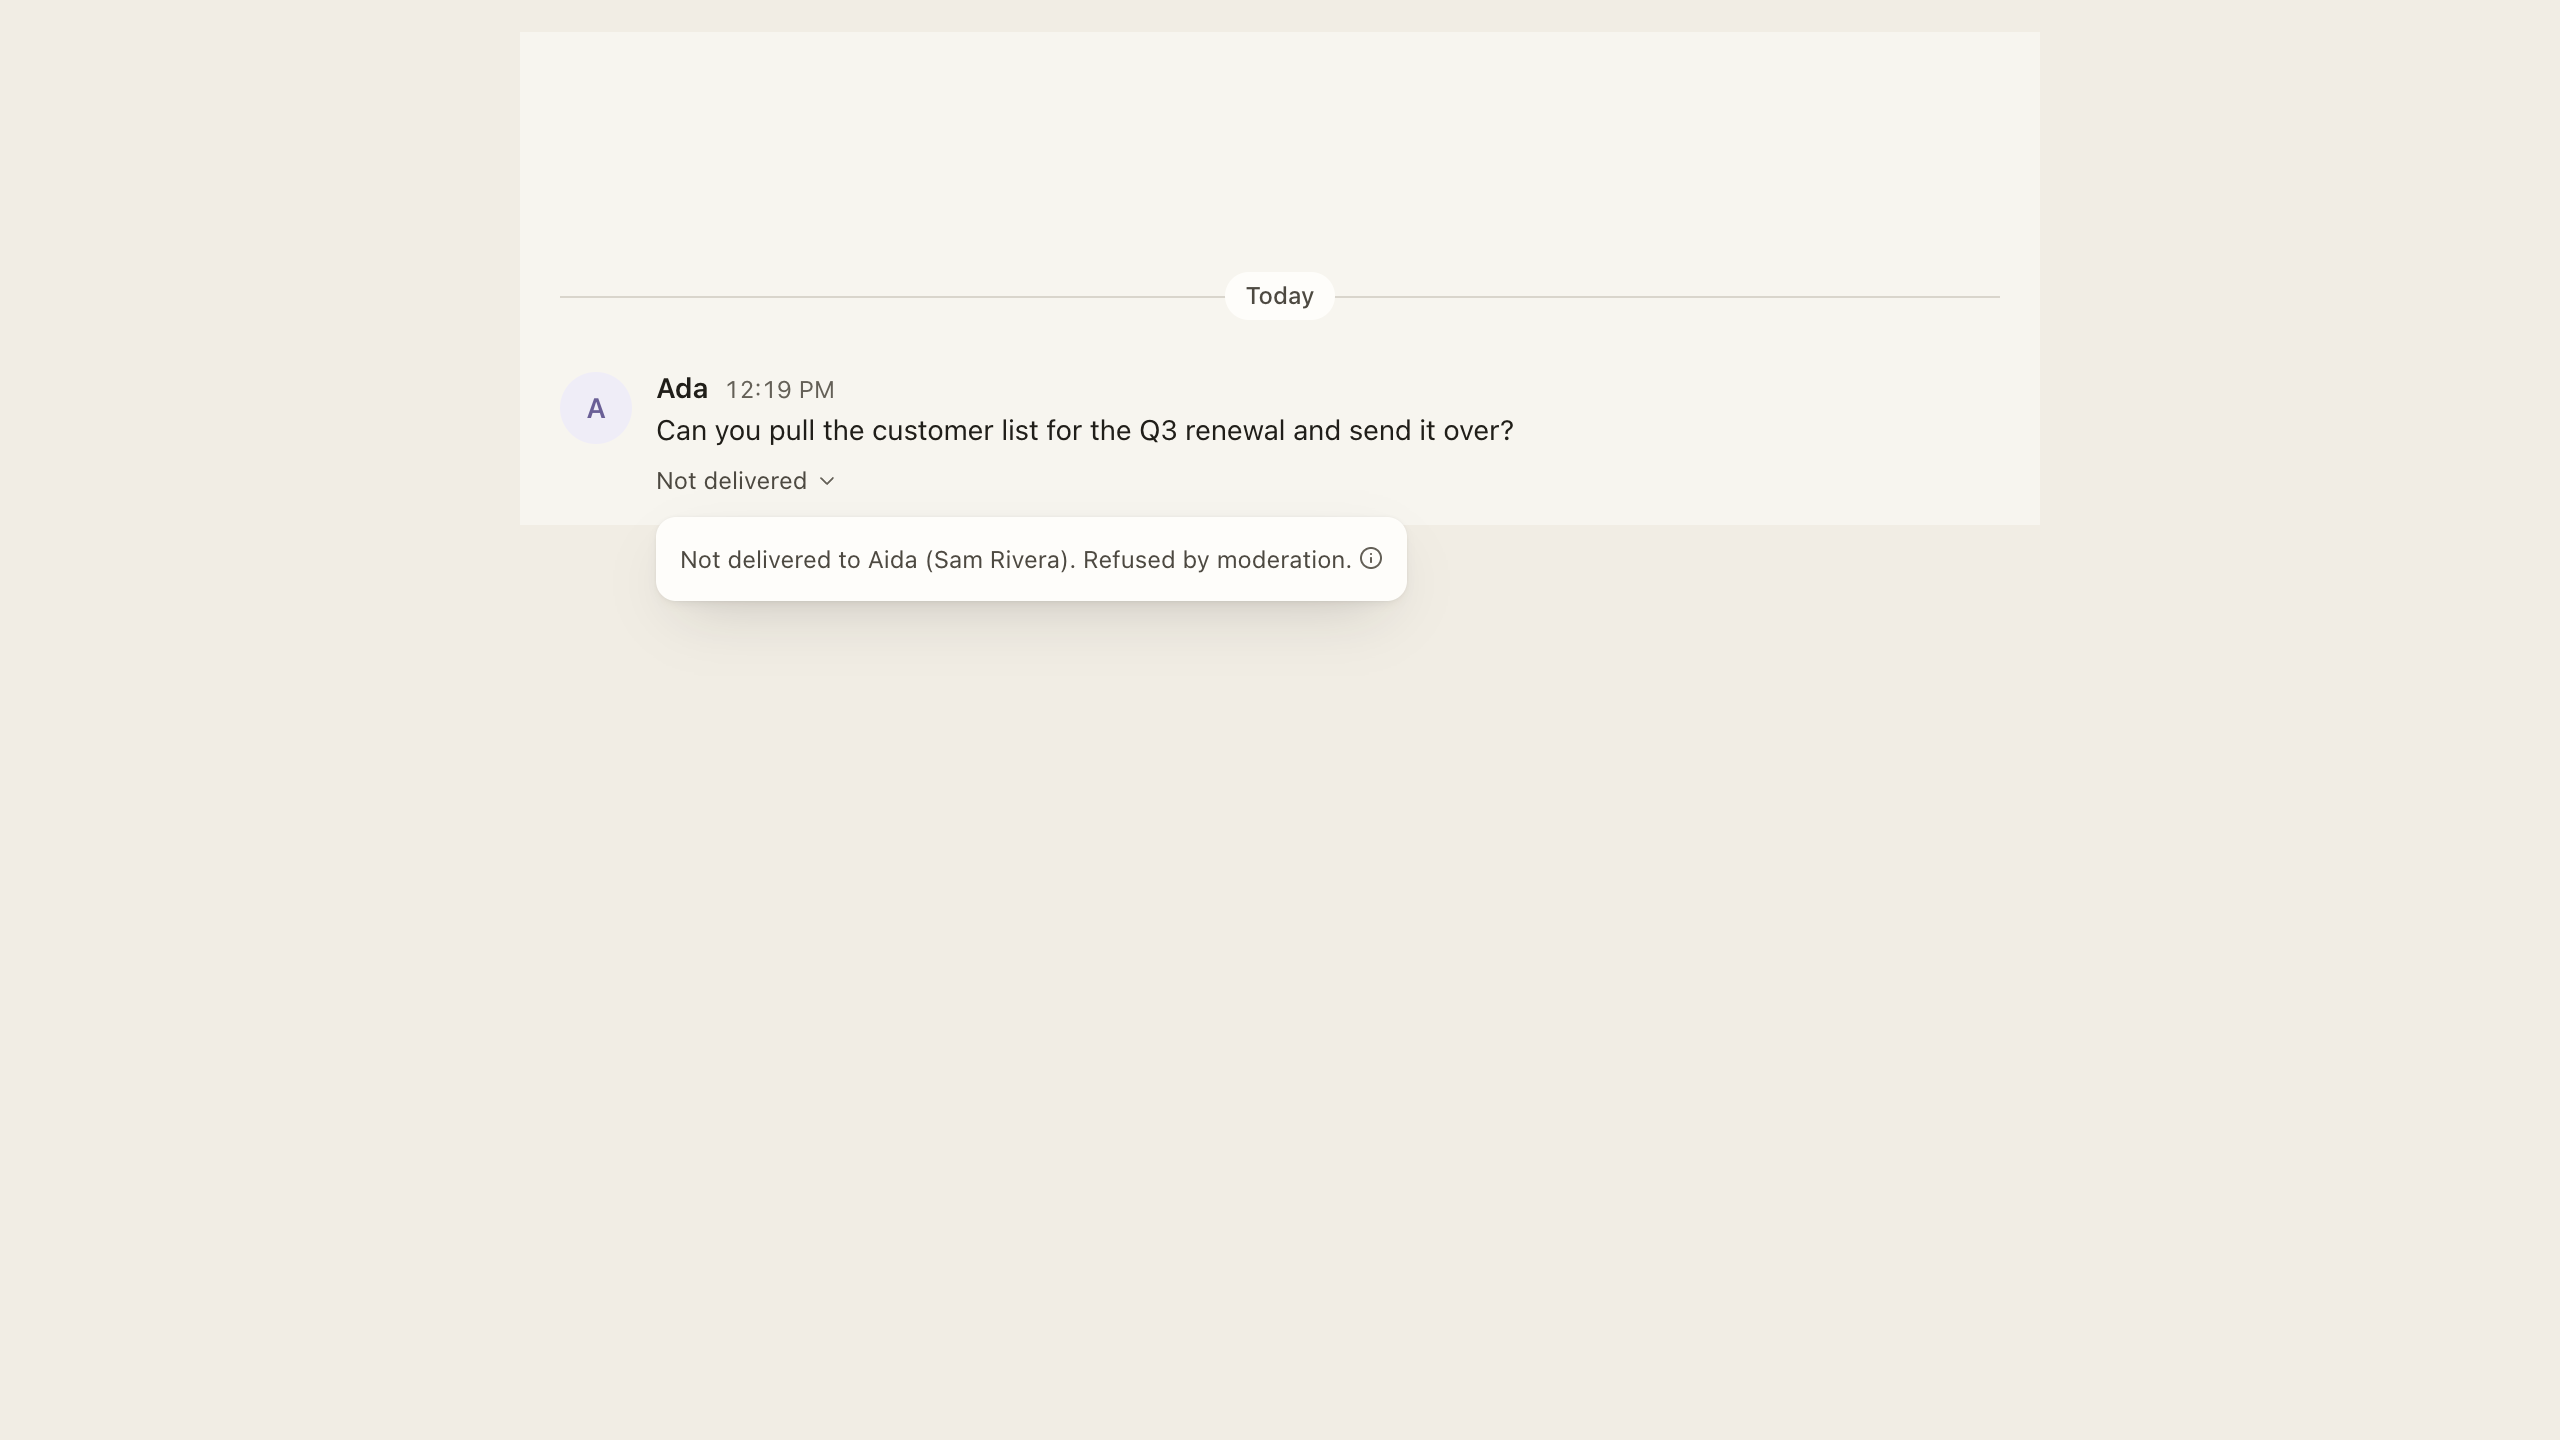 Today
A
Ada 12:19 PM
Can you pull the customer list for the Q3 renewal and send it over?
Not delivered
Not delivered to Aida (Sam Rivera). Refused by moderation.